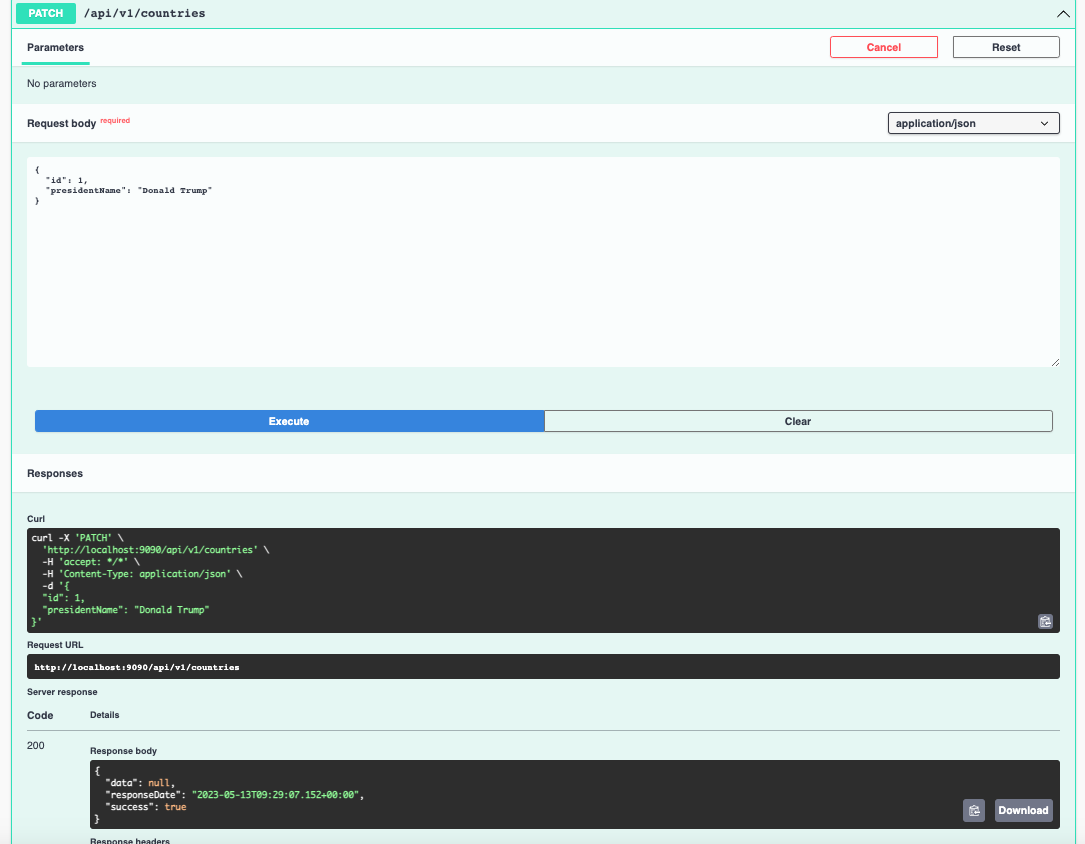 PATCH /api/v1/countries
Parameters
Cancel
Reset
No parameters
Request body required
application/json
{
  "id": 1,
  "presidentName": "Donald Trump"
}
Execute
Clear
Responses
Curl
curl -X 'PATCH' \
  'http://localhost:9090/api/v1/countries' \
  -H 'accept: */*' \
  -H 'Content-Type: application/json' \
  -d '{
  "id": 1,
  "presidentName": "Donald Trump"
}'
Request URL
http://localhost:9090/api/v1/countries
Server response
Code Details
200
Response body
{
  "data": null,
  "responseDate": "2023-05-13T09:29:07.152+00:00",
  "success": true
}
Download
Response headers